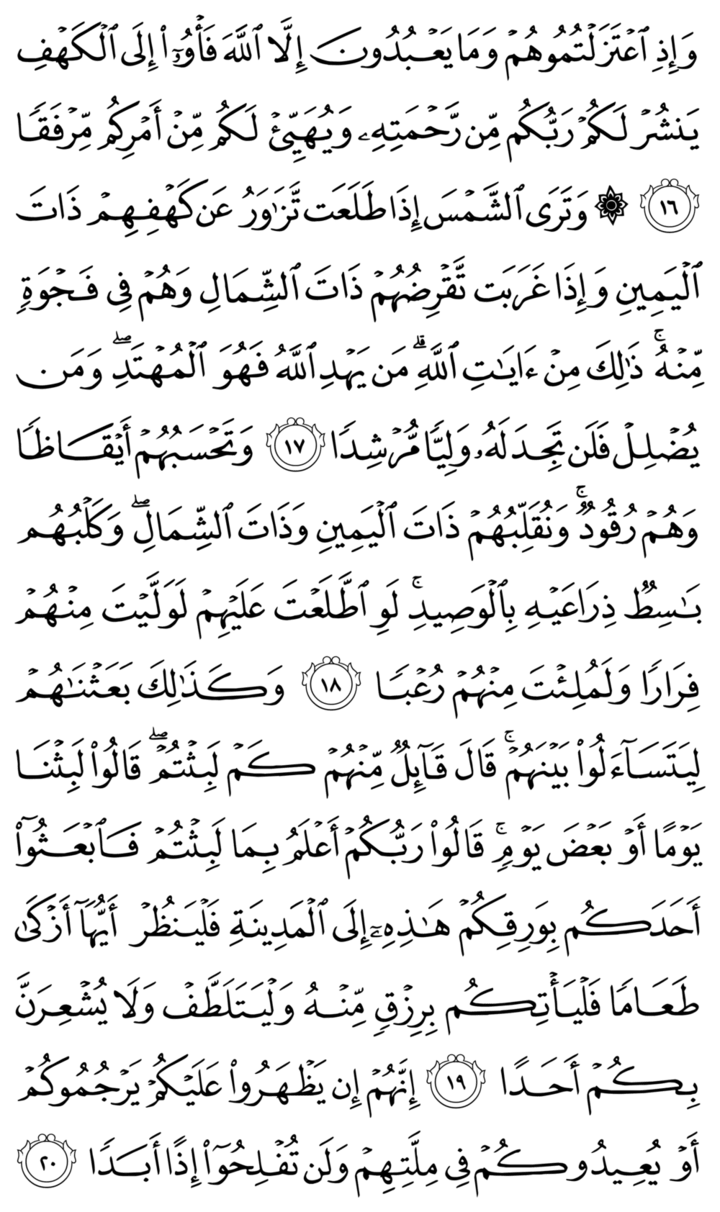 وَإِذِ ٱعۡتَزَلۡتُمُوهُمۡ وَمَا يَعۡبُدُونَ إِلَّا ٱللَّهَ فَأۡوُۥٓاْ إِلَى ٱلۡكَهۡفِ
يَنشُرۡ لَكُمۡ رَبُّكُم مِّن رَّحۡمَتِهِۦ وَيُهَيِّئۡ لَكُم مِّنۡ أَمۡرِكُم مِّرۡفَقٗا
١٦ ۞ وَتَرَى ٱلشَّمۡسَ إِذَا طَلَعَت تَّزَٰوَرُ عَن كَهۡفِهِمۡ ذَاتَ
ٱلۡيَمِينِ وَإِذَا غَرَبَت تَّقۡرِضُهُمۡ ذَاتَ ٱلشِّمَالِ وَهُمۡ فِي فَجۡوَةٖ
مِّنۡهُۚ ذَٰلِكَ مِنۡ ءَايَٰتِ ٱللَّهِۗ مَن يَهۡدِ ٱللَّهُ فَهُوَ ٱلۡمُهۡتَدِۖ وَمَن
يُضۡلِلۡ فَلَن تَجِدَ لَهُۥ وَلِيّٗا مُّرۡشِدٗا ١٧ وَتَحۡسَبُهُمۡ أَيۡقَاظٗا
وَهُمۡ رُقُودٞۚ وَنُقَلِّبُهُمۡ ذَاتَ ٱلۡيَمِينِ وَذَاتَ ٱلشِّمَالِۖ وَكَلۡبُهُم
بَٰسِطٞ ذِرَاعَيۡهِ بِٱلۡوَصِيدِۚ لَوِ ٱطَّلَعۡتَ عَلَيۡهِمۡ لَوَلَّيۡتَ مِنۡهُمۡ
فِرَارٗا وَلَمُلِئۡتَ مِنۡهُمۡ رُعۡبٗا ١٨ وَكَذَٰلِكَ بَعَثۡنَٰهُمۡ
لِيَتَسَآءَلُواْ بَيۡنَهُمۡۚ قَالَ قَآئِلٞ مِّنۡهُمۡ كَمۡ لَبِثۡتُمۡۖ قَالُواْ لَبِثۡنَا
يَوۡمًا أَوۡ بَعۡضَ يَوۡمٖۚ قَالُواْ رَبُّكُمۡ أَعۡلَمُ بِمَا لَبِثۡتُمۡ فَٱبۡعَثُوٓاْ
أَحَدَكُم بِوَرِقِكُمۡ هَٰذِهِۦٓ إِلَى ٱلۡمَدِينَةِ فَلۡيَنظُرۡ أَيُّهَآ أَزۡكَىٰ
طَعَامٗا فَلۡيَأۡتِكُم بِرِزۡقٖ مِّنۡهُ وَلۡيَتَلَطَّفۡ وَلَا يُشۡعِرَنَّ
بِكُمۡ أَحَدًا ١٩ إِنَّهُمۡ إِن يَظۡهَرُواْ عَلَيۡكُمۡ يَرۡجُمُوكُمۡ
أَوۡ يُعِيدُوكُمۡ فِي مِلَّتِهِمۡ وَلَن تُفۡلِحُوٓاْ إِذًا أَبَدٗا ٢٠